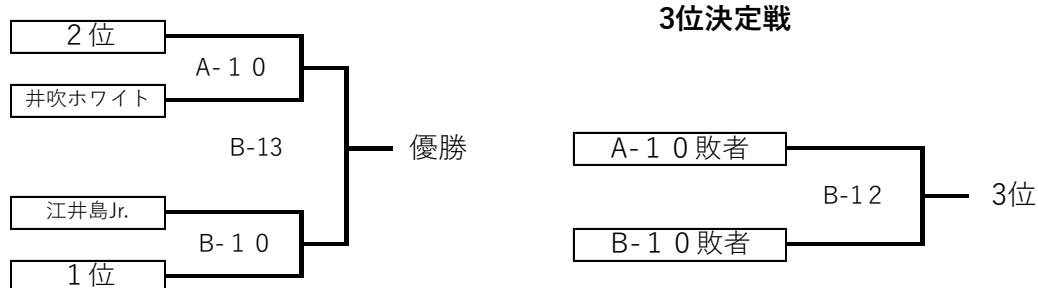 3位決定戦
２位
A-１０
井吹ホワイト
B-13
優勝
江井島Jr.
B-１０
１位
A-１０敗者
B-1２
3位
B-１０敗者